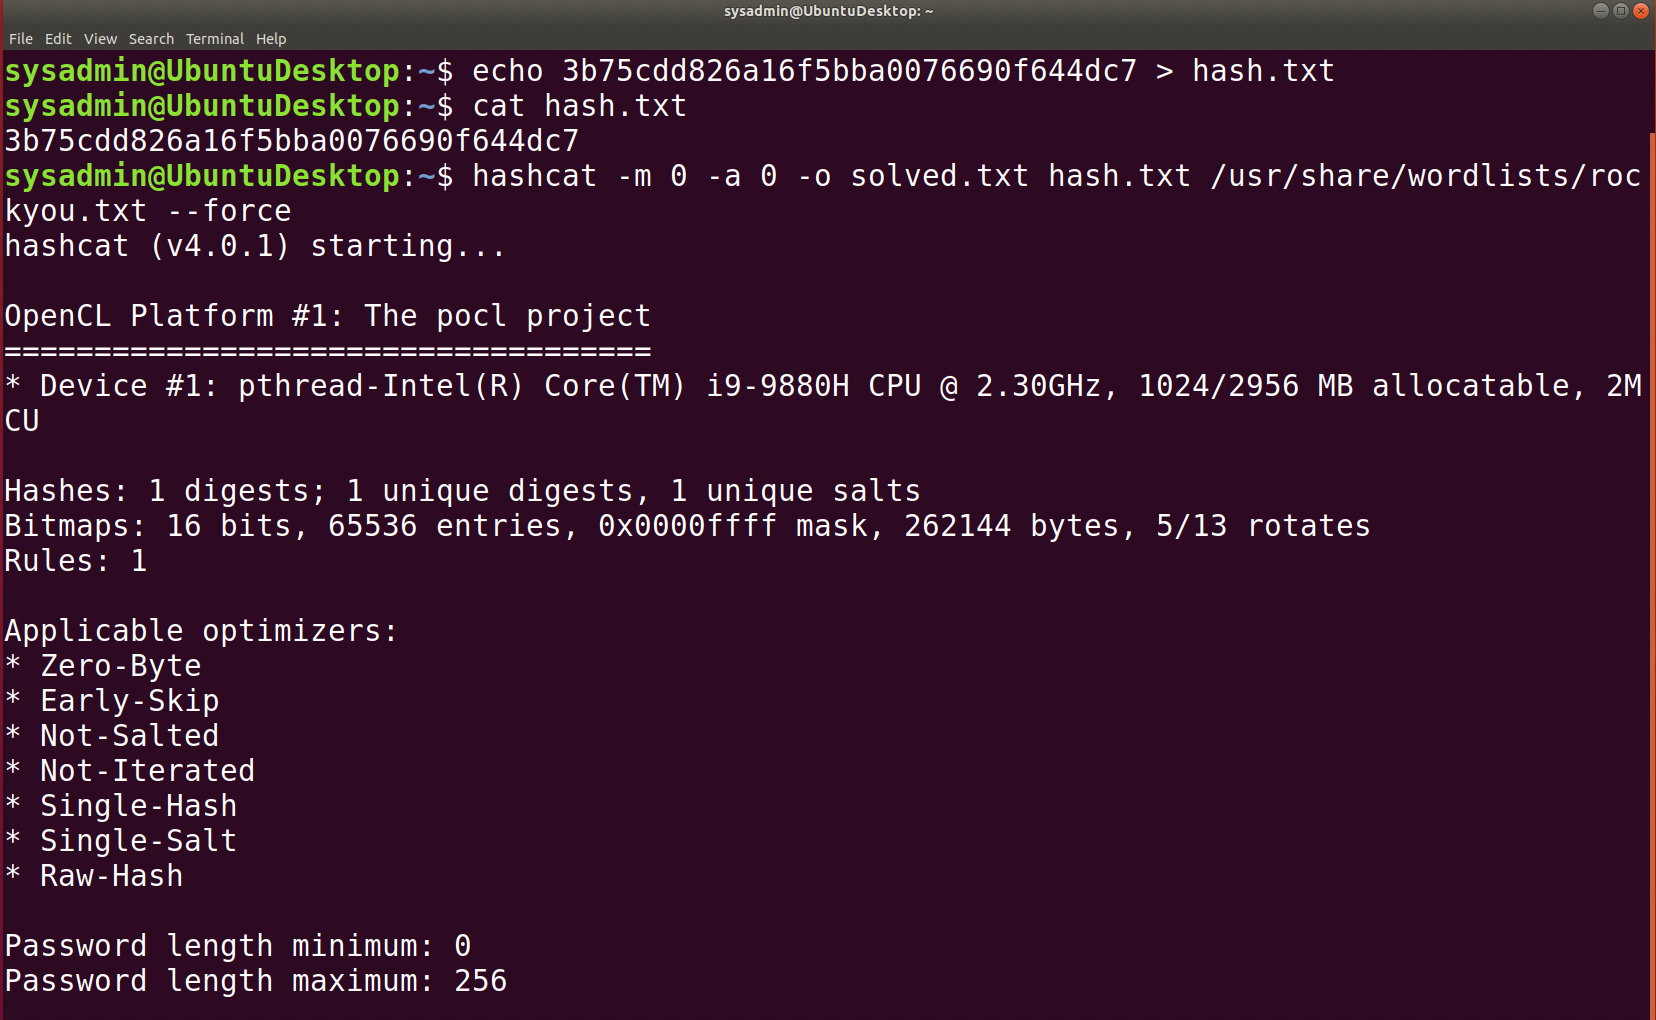 sysadmin@UbuntuDesktop: ~
File Edit View Search Terminal Help
sysadmin@UbuntuDesktop:~$ echo 3b75cdd826a16f5bba0076690f644dc7 > hash.txt
sysadmin@UbuntuDesktop:~$ cat hash.txt
3b75cdd826a16f5bba0076690f644dc7
sysadmin@UbuntuDesktop:~$ hashcat -m 0 -a 0 -o solved.txt hash.txt /usr/share/wordlists/roc
kyou.txt --force
hashcat (v4.0.1) starting...
OpenCL Platform #1: The pocl project
====================================
* Device #1: pthread-Intel(R) Core(TM) i9-9880H CPU @ 2.30GHz, 1024/2956 MB allocatable, 2M
CU
Hashes: 1 digests; 1 unique digests, 1 unique salts
Bitmaps: 16 bits, 65536 entries, 0x0000ffff mask, 262144 bytes, 5/13 rotates
Rules: 1
Applicable optimizers:
* Zero-Byte
* Early-Skip
* Not-Salted
* Not-Iterated
* Single-Hash
* Single-Salt
* Raw-Hash
Password length minimum: 0
Password length maximum: 256